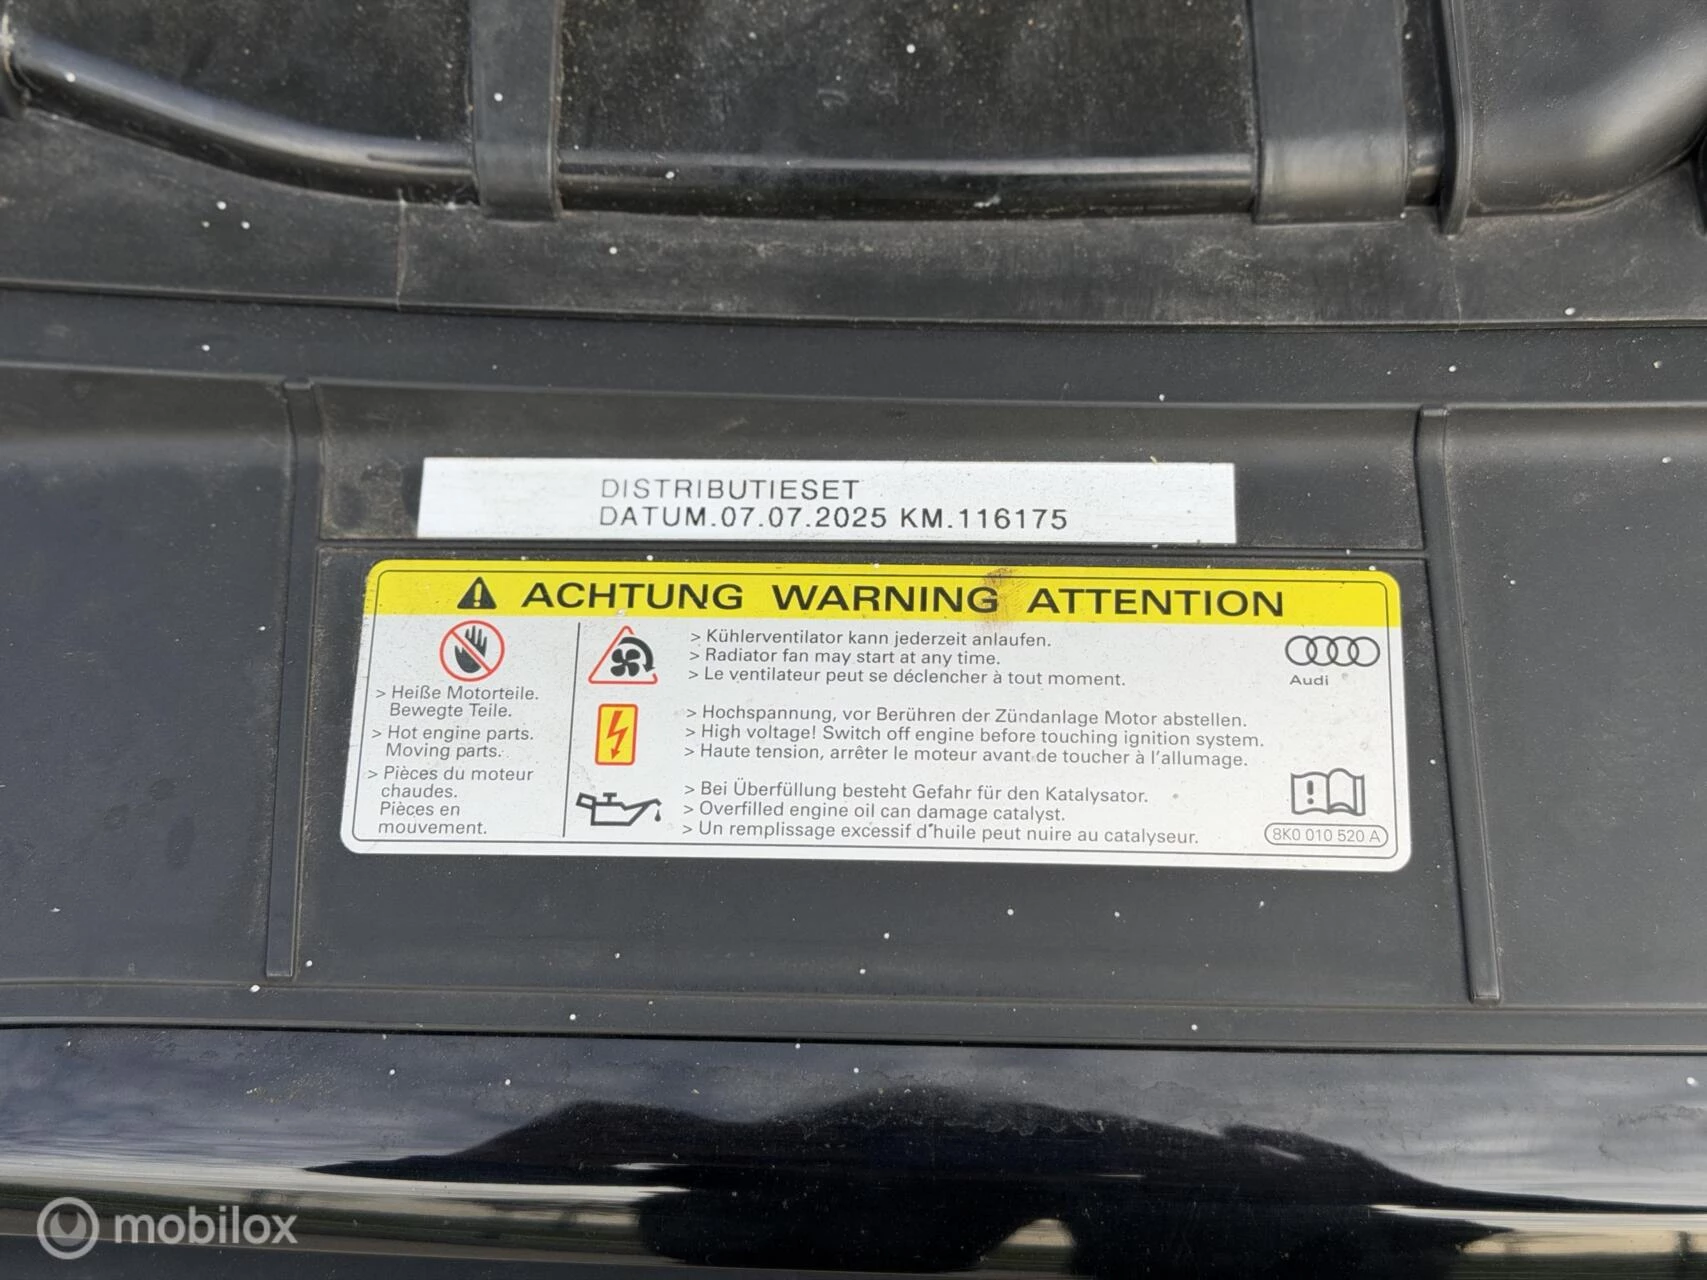 DISTRIBUTIESET
DATUM.07.07.2025 KM.116175
ACHTUNG WARNING ATTENTION
> Heiße Motorteile.
Bewegte Teile.
> Hot engine parts.
Moving parts.
> Pièces du moteur
chaudes.
Pièces en
mouvement.
> Kühlerventilator kann jederzeit anlaufen.
> Radiator fan may start at any time.
> Le ventilateur peut se déclencher à tout moment.
> Hochspannung, vor Berühren der Zündanlage Motor abstellen.
> High voltage! Switch off engine before touching ignition system.
> Haute tension, arrêter le moteur avant de toucher à l'allumage.
> Bei Überfüllung besteht Gefahr für den Katalysator.
> Overfilled engine oil can damage catalyst.
> Un remplissage excessif d'huile peut nuire au catalyseur.
Audi
8K0 010 520 A
mobilox